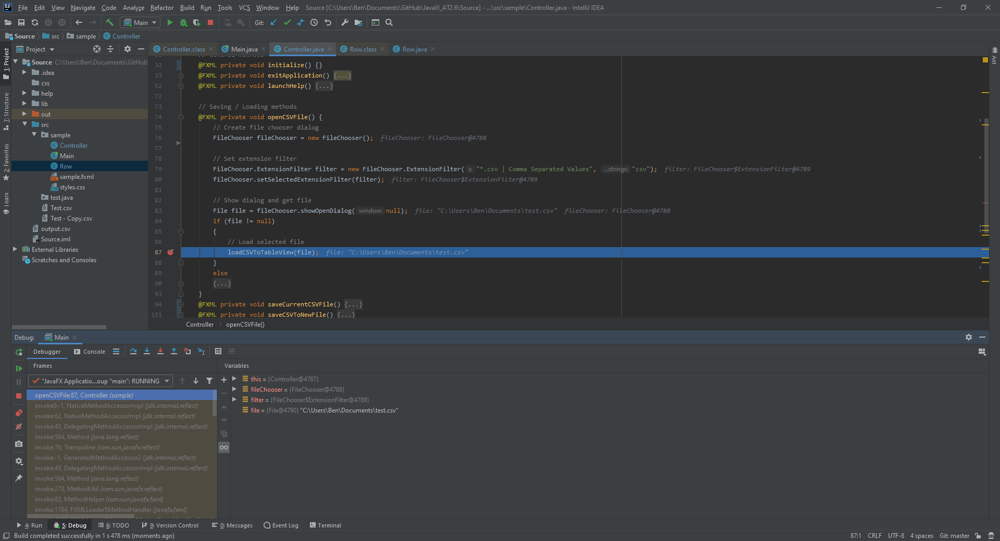 File Edit View Navigate Code Analyze Refactor Build Run Tools VCS Window Help Source [C:\Users\Ben\Documents\GitHub\JavaIII_AT2.6\Source] - ...\src\sample\Controller.java - IntelliJ IDEA
Main Git:
Source src sample Controller
Project
Controller.class Main.java Controller.java Row.class Row.java
1: Project
7: Structure
2: Favorites
Learn
Ant
Source C:\Users\Ben\Documents\GitHub\
.idea
css
help
lib
out
src
sample
Controller
Main
Row
sample.fxml
styles.css
test.java
Test.csv
Test - Copy.csv
output.csv
Source.iml
External Libraries
Scratches and Consoles
32 @FXML private void initialize() {}
33 @FXML private void exitApplication() {...}
52 @FXML private void launchHelp() {...}
72
73 // Saving / Loading methods
74 @FXML private void openCSVFile() {
75 // Create file chooser dialog
76 FileChooser fileChooser = new FileChooser(); fileChooser: FileChooser@4788
77
78 // Set extension filter
79 FileChooser.ExtensionFilter filter = new FileChooser.ExtensionFilter( s: "*.csv | Comma Separated Values", ...strings: "csv"); filter: FileChooser$ExtensionFilter@4789
80 fileChooser.setSelectedExtensionFilter(filter); filter: FileChooser$ExtensionFilter@4789
81
82 // Show dialog and get file
83 File file = fileChooser.showOpenDialog( window: null); file: "C:\Users\Ben\Documents\test.csv" fileChooser: FileChooser@4788
84 if (file != null)
85 {
86 // Load selected file
87 loadCSVToTableView(file); file: "C:\Users\Ben\Documents\test.csv"
88 }
89 else
90 {...}
93 }
94 @FXML private void saveCurrentCSVFile() {...}
151 @FXML private void saveCSVToNewFile() {...}
Controller openCSVFile()
Debug: Main
Debugger Console
Frames
"JavaFX Applicatio...oup "main": RUNNING
openCSVFile:87, Controller (sample)
invoke0:-1, NativeMethodAccessorImpl (jdk.internal.reflect)
invoke:62, NativeMethodAccessorImpl (jdk.internal.reflect)
invoke:43, DelegatingMethodAccessorImpl (jdk.internal.reflect)
invoke:564, Method (java.lang.reflect)
invoke:76, Trampoline (com.sun.javafx.reflect)
invoke:-1, GeneratedMethodAccessor2 (jdk.internal.reflect)
invoke:43, DelegatingMethodAccessorImpl (jdk.internal.reflect)
invoke:564, Method (java.lang.reflect)
invoke:273, MethodUtil (com.sun.javafx.reflect)
invoke:83, MethodHelper (com.sun.javafx.fxml)
invoke:1784, FXMLLoader$MethodHandler (javafx.fxml)
Variables
this = {Controller@4787}
fileChooser = {FileChooser@4788}
filter = {FileChooser$ExtensionFilter@4789}
file = {File@4790} "C:\Users\Ben\Documents\test.csv"
4: Run 5: Debug 6: TODO 9: Version Control 0: Messages Event Log Terminal
Build completed successfully in 1 s 478 ms (moments ago)
87:1 CRLF UTF-8 4 spaces Git: master